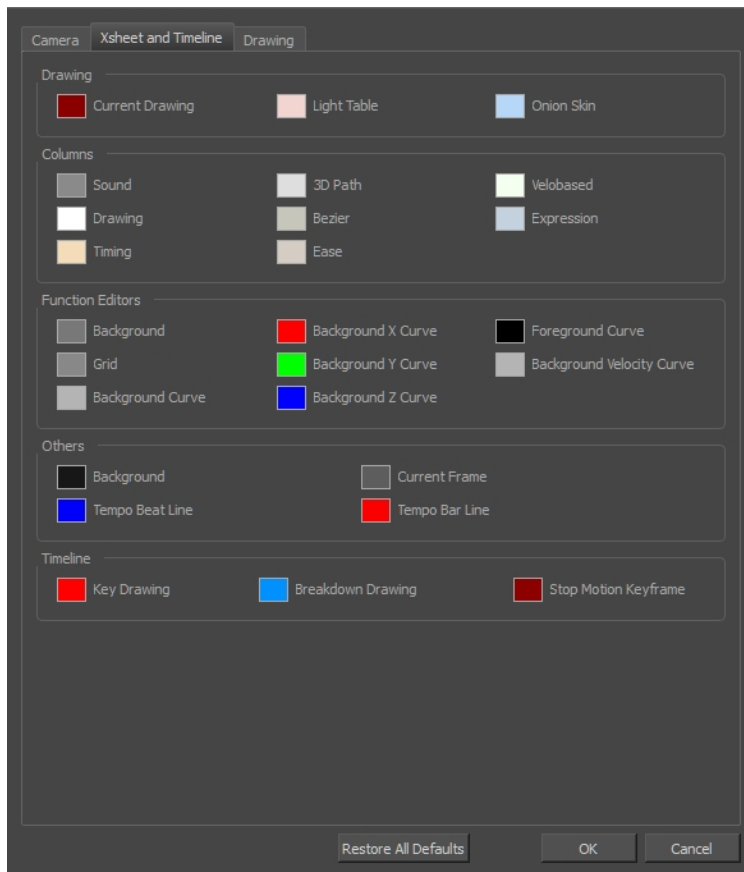 Camera Xsheet and Timeline Drawing
Drawing
Current Drawing Light Table Onion Skin
Columns
Sound 3D Path Velobased
Drawing Bezier Expression
Timing Ease
Function Editors
Background Background X Curve Foreground Curve
Grid Background Y Curve Background Velocity Curve
Background Curve Background Z Curve
Others
Background Current Frame
Tempo Beat Line Tempo Bar Line
Timeline
Key Drawing Breakdown Drawing Stop Motion Keyframe
Restore All Defaults OK Cancel